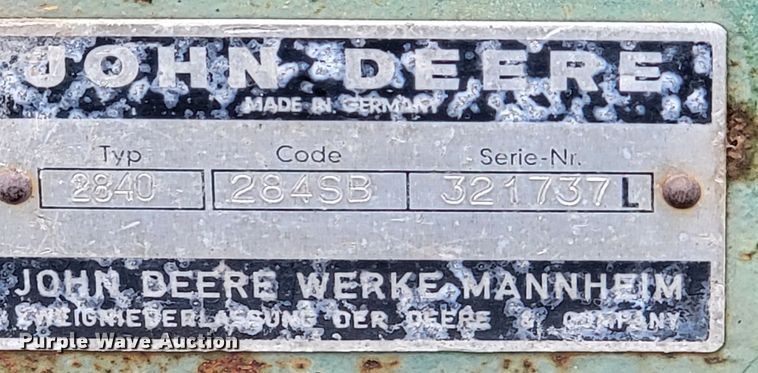 JOHN DEERE
MADE IN GERMANY
Typ Code Serie-Nr.
2840 284SB 321737L
JOHN DEERE WERKE MANNHEIM
ZWEIGNIEDERLASSUNG DER DEERE & COMPANY
Purple Wave Auction